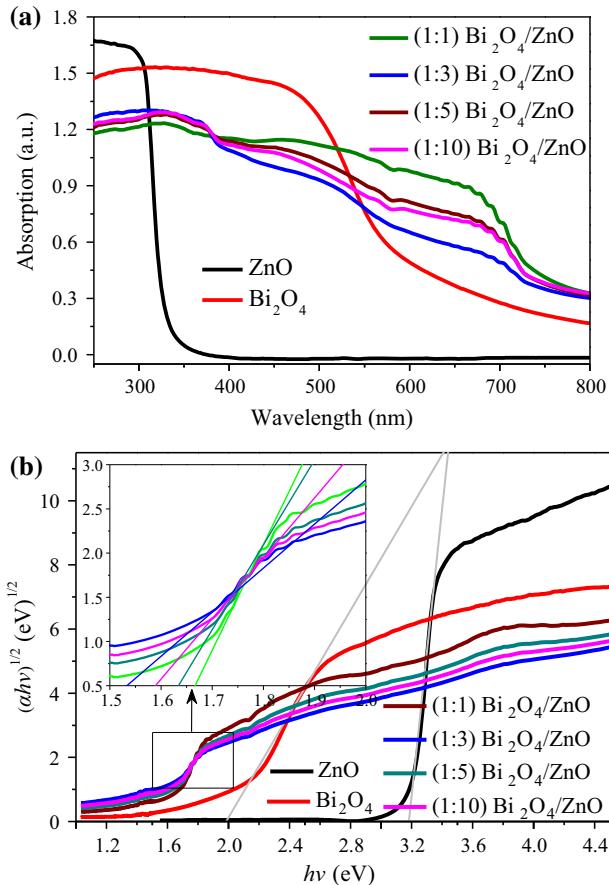 (a)
1.8
1.5
1.2
0.9
0.6
0.3
0.0
Absorption (a.u.)
(1:1) Bi₂O₄/ZnO
(1:3) Bi₂O₄/ZnO
(1:5) Bi₂O₄/ZnO
(1:10) Bi₂O₄/ZnO
ZnO
Bi₂O₄
300 400 500 600 700 800
Wavelength (nm)
(b)
10
8
6
4
2
0
(αhv)¹/² (eV)¹/²
3.0
2.5
2.0
1.5
1.0
0.5
1.5 1.6 1.7 1.8 1.9 2.0
(1:1) Bi₂O₄/ZnO
(1:3) Bi₂O₄/ZnO
(1:5) Bi₂O₄/ZnO
(1:10) Bi₂O₄/ZnO
ZnO
Bi₂O₄
1.2 1.6 2.0 2.4 2.8 3.2 3.6 4.0 4.4
hv (eV)